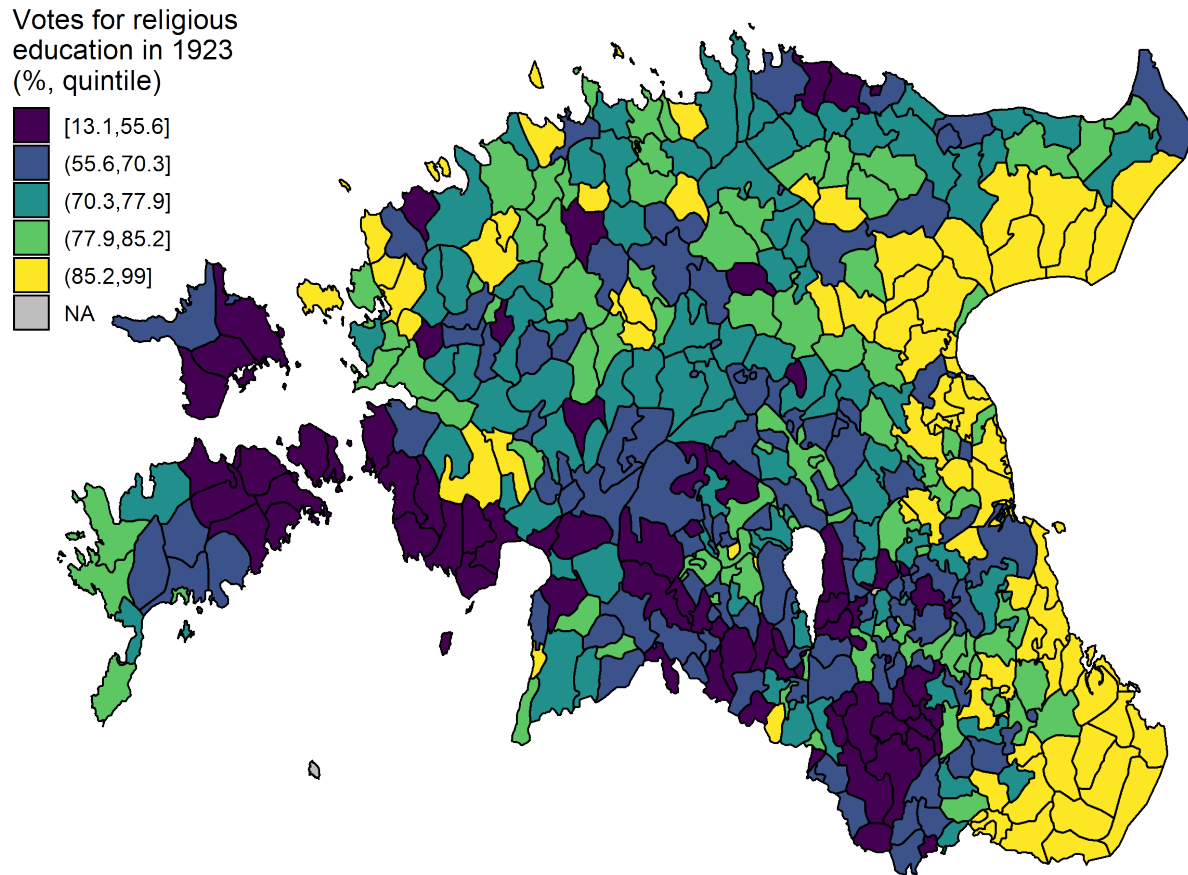 Votes for religious
education in 1923
(%, quintile)
[13.1,55.6]
(55.6,70.3]
(70.3,77.9]
(77.9,85.2]
(85.2,99]
NA